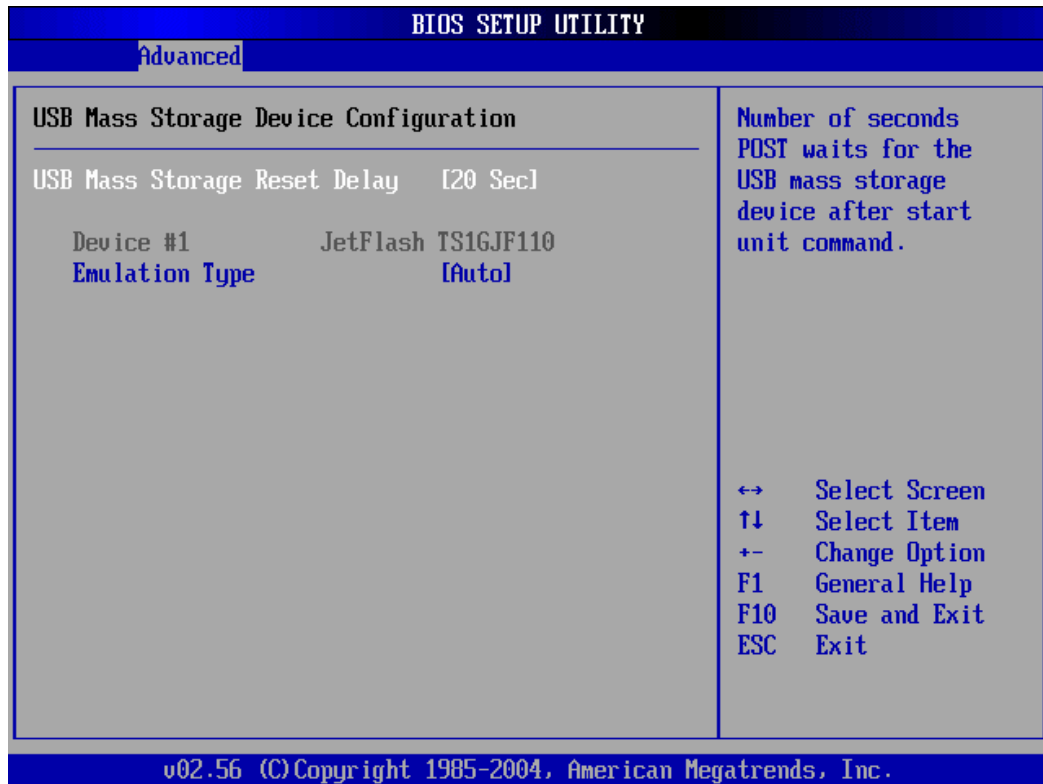 BIOS SETUP UTILITY
Advanced
USB Mass Storage Device Configuration
USB Mass Storage Reset Delay [20 Sec]
Device #1 JetFlash TS1GJF110
Emulation Type [Auto]
Number of seconds
POST waits for the
USB mass storage
device after start
unit command.
←→ Select Screen
↑↓ Select Item
+- Change Option
F1 General Help
F10 Save and Exit
ESC Exit
v02.56 (C)Copyright 1985-2004, American Megatrends, Inc.